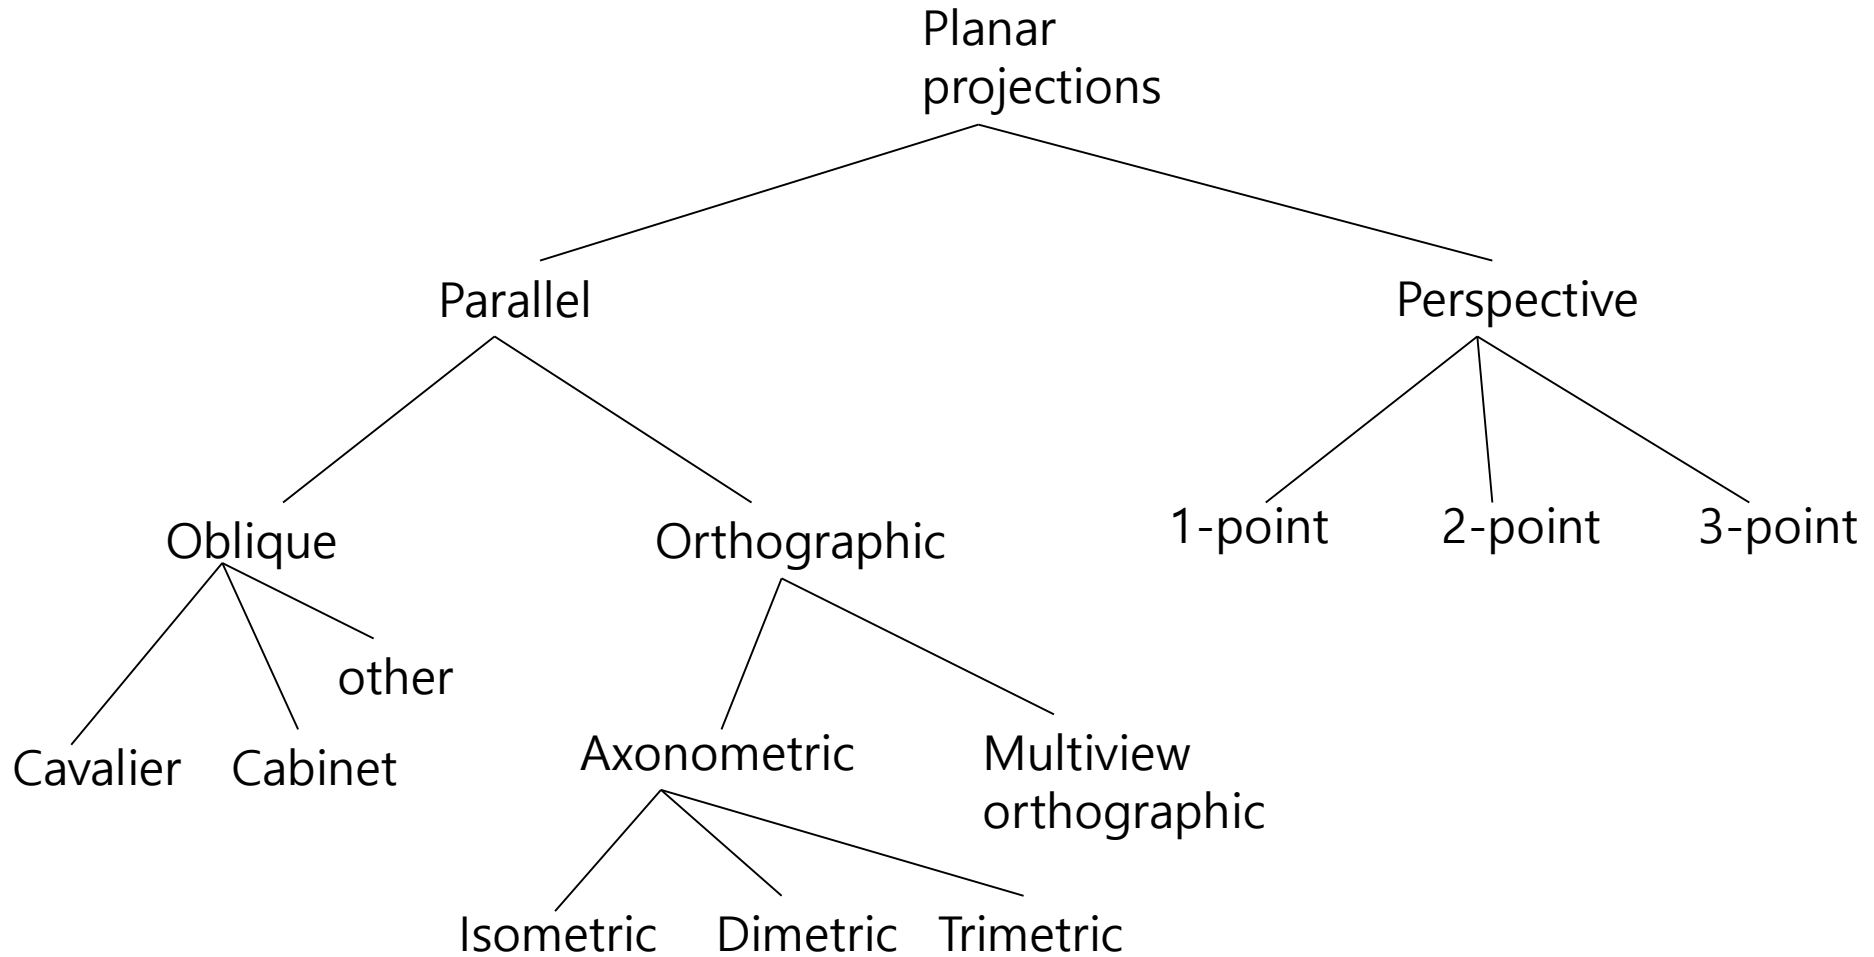 Planar
projections
Parallel
Perspective
Oblique
Orthographic
1-point
2-point
3-point
other
Cavalier
Cabinet
Axonometric
Multiview
orthographic
Isometric
Dimetric
Trimetric